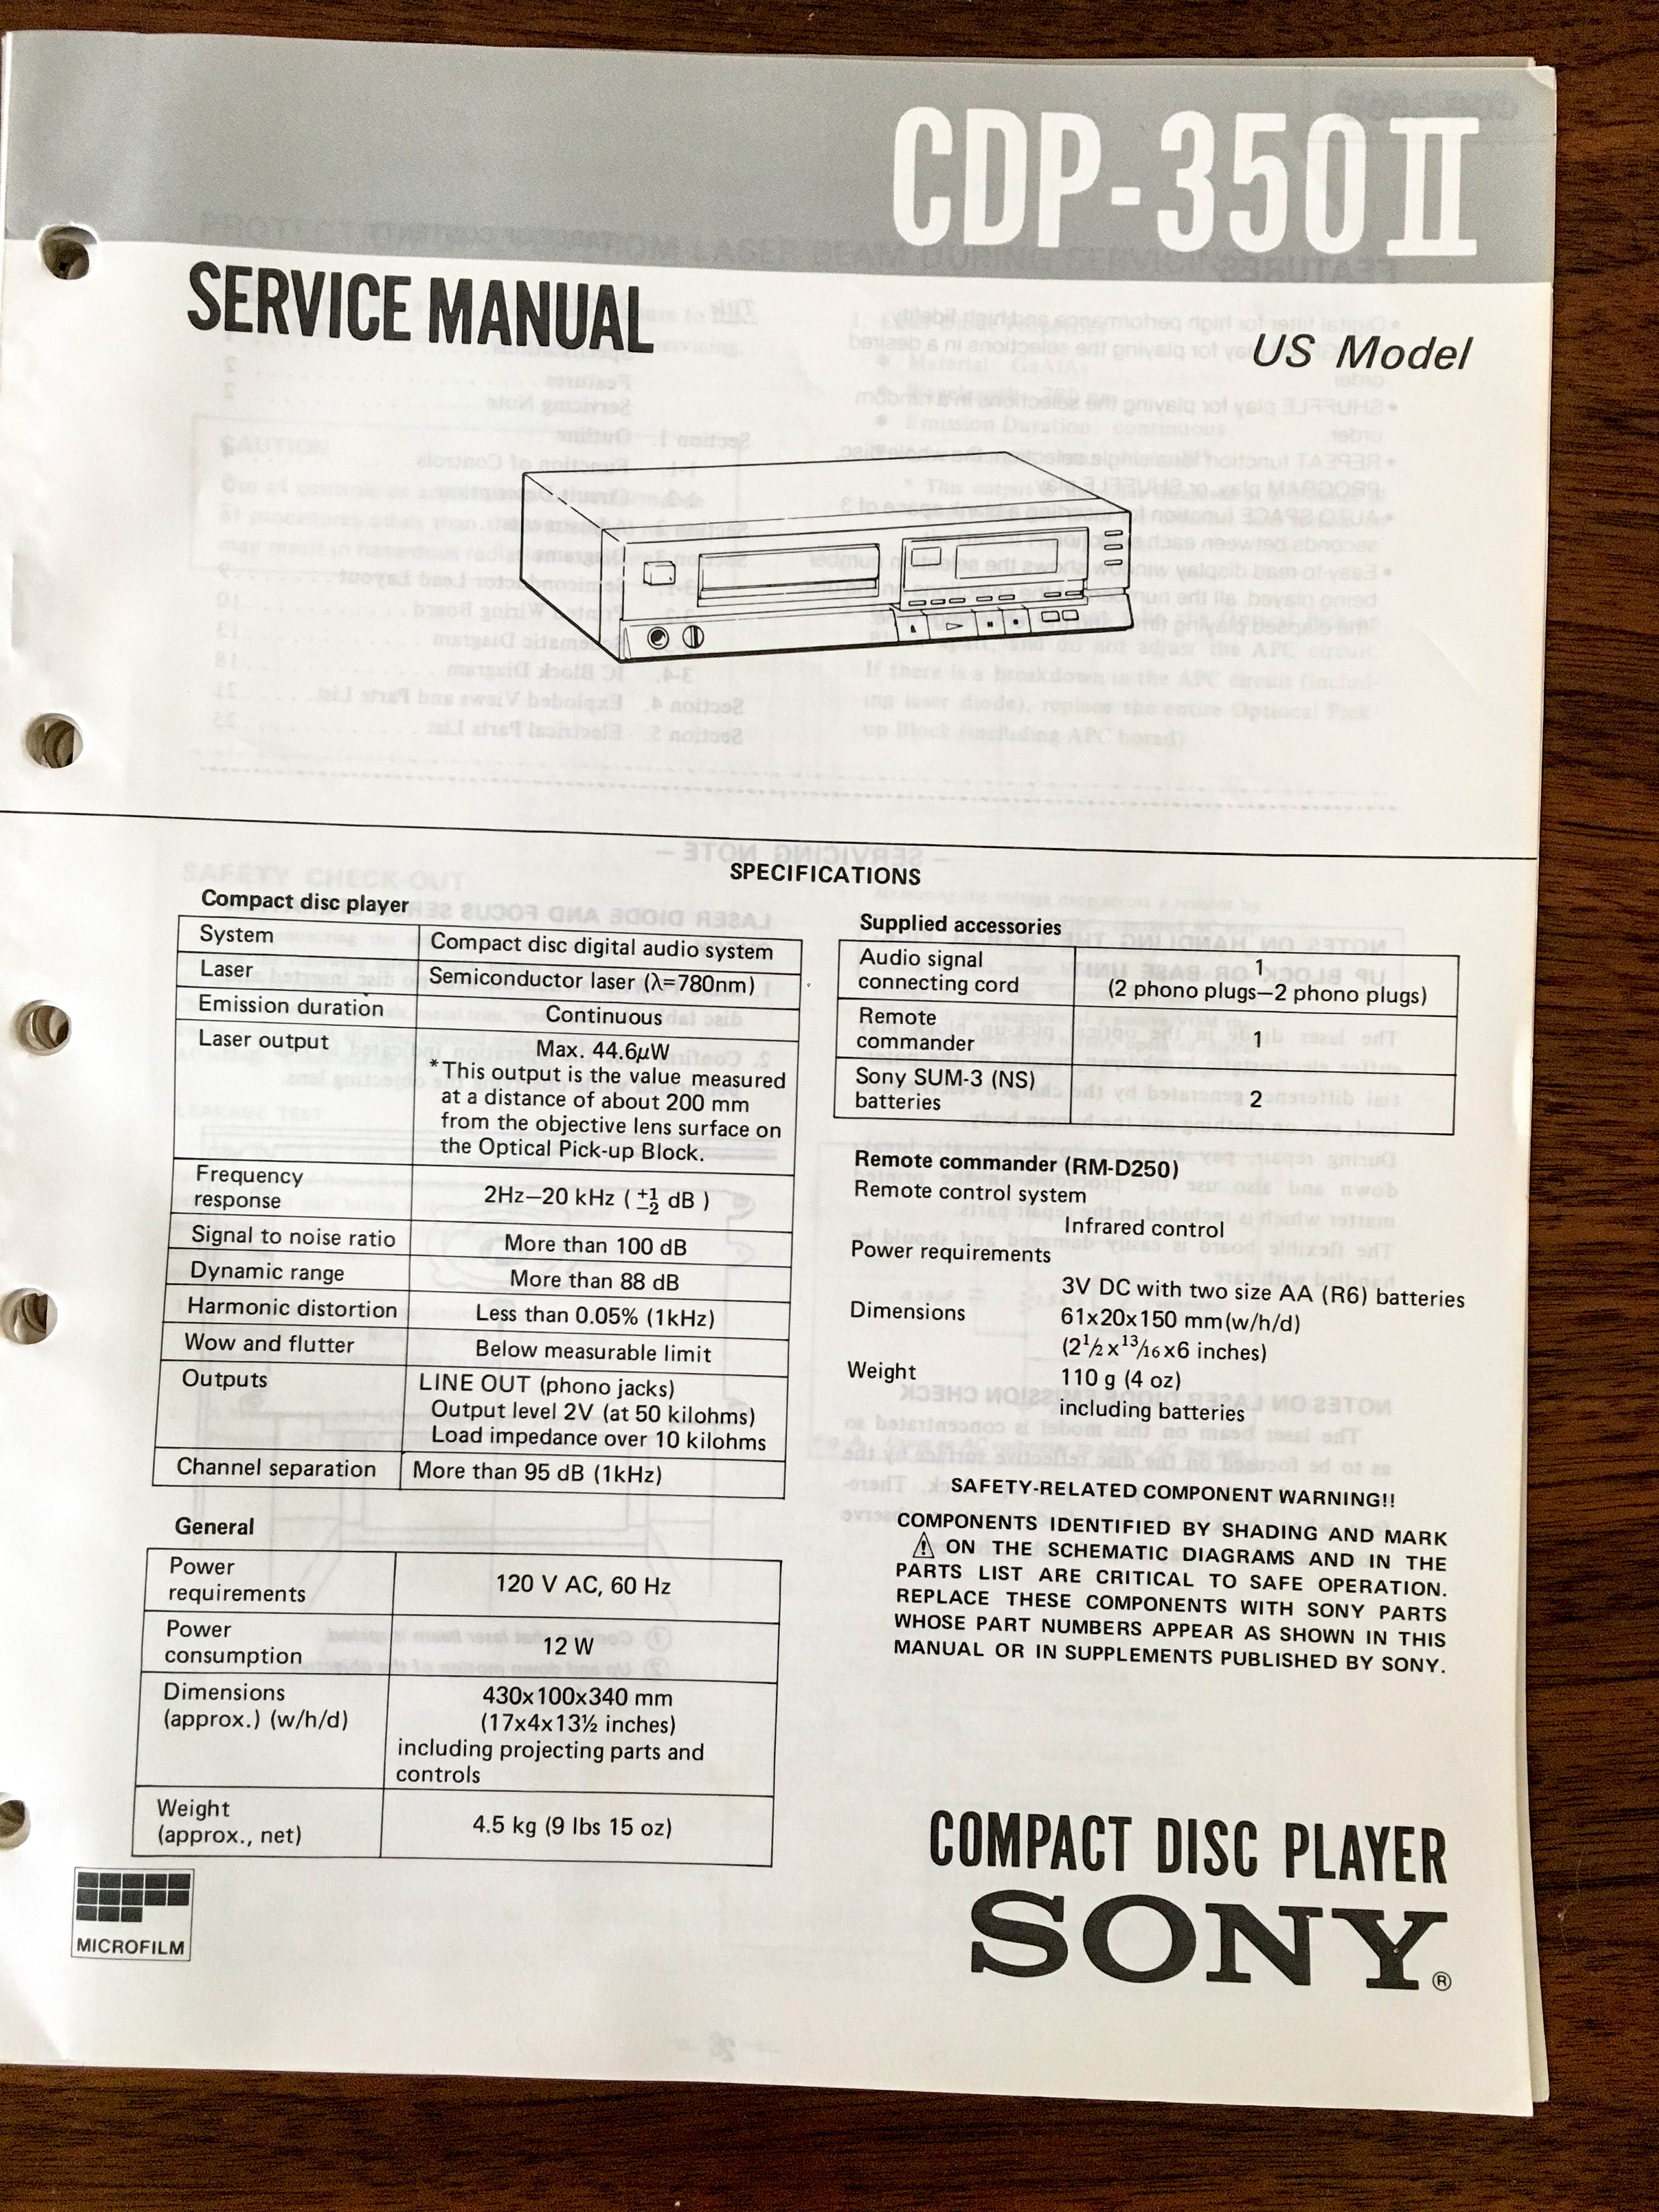 CDP-350II
SERVICE MANUAL
US Model
SPECIFICATIONS
Compact disc player
System Compact disc digital audio system
Laser Semiconductor laser (λ=780nm)
Emission duration Continuous
Laser output Max. 44.6μW
*This output is the value measured
at a distance of about 200 mm
from the objective lens surface on
the Optical Pick-up Block.
Frequency
response
2Hz–20 kHz ( +1 −2 dB )
Signal to noise ratio More than 100 dB
Dynamic range More than 88 dB
Harmonic distortion Less than 0.05% (1kHz)
Wow and flutter Below measurable limit
Outputs LINE OUT (phono jacks)
Output level 2V (at 50 kilohms)
Load impedance over 10 kilohms
Channel separation More than 95 dB (1kHz)
General
Power
requirements
120 V AC, 60 Hz
Power
consumption
12 W
Dimensions
(approx.) (w/h/d)
430x100x340 mm
(17x4x13½ inches)
including projecting parts and
controls
Weight
(approx., net)
4.5 kg (9 lbs 15 oz)
MICROFILM
Supplied accessories
Audio signal
connecting cord
1
(2 phono plugs–2 phono plugs)
Remote
commander
1
Sony SUM-3 (NS)
batteries
2
Remote commander (RM-D250)
Remote control system
Infrared control
Power requirements
3V DC with two size AA (R6) batteries
Dimensions 61x20x150 mm(w/h/d)
(2½x13/16x6 inches)
Weight 110 g (4 oz)
including batteries
SAFETY-RELATED COMPONENT WARNING!!
COMPONENTS IDENTIFIED BY SHADING AND MARK
⚠ ON THE SCHEMATIC DIAGRAMS AND IN THE
PARTS LIST ARE CRITICAL TO SAFE OPERATION.
REPLACE THESE COMPONENTS WITH SONY PARTS
WHOSE PART NUMBERS APPEAR AS SHOWN IN THIS
MANUAL OR IN SUPPLEMENTS PUBLISHED BY SONY.
COMPACT DISC PLAYER
SONY®